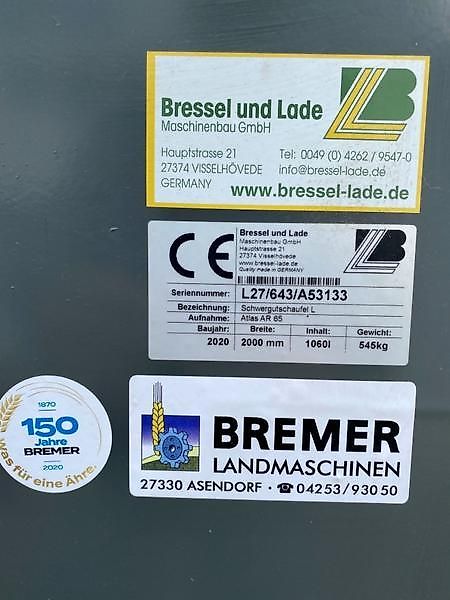 Bressel und Lade
Maschinenbau GmbH
Hauptstrasse 21
27374 VISSELHÖVEDE
GERMANY
Tel: 0049 (0) 4262 / 9547-0
info@bressel-lade.de
www.bressel-lade.de
CE
Bressel und Lade
Maschinenbau GmbH
Hauptstrasse 21
27374 Visselhövede
www.bressel-lade.de
Quality made in GERMANY
Seriennummer: L27/643/A53133
Bezeichnung: Schwergutschaufel L
Aufnahme: Atlas AR 65
Baujahr: Breite: Inhalt: Gewicht:
2020 2000 mm 1060l 545kg
1870
150
Jahre
BREMER
2020
Was für eine Ähre.
BREMER
LANDMASCHINEN
27330 ASENDORF · ☎ 04253/93050